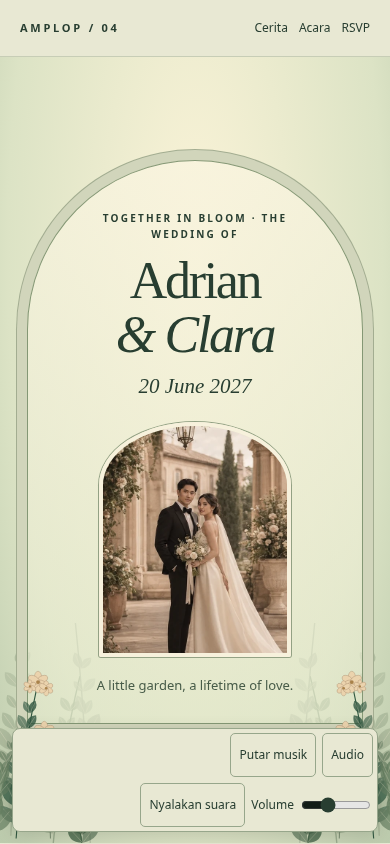 AMPLOP / 04
Cerita Acara RSVP
TOGETHER IN BLOOM · THE
WEDDING OF
Adrian
& Clara
20 June 2027
A little garden, a lifetime of love.
Putar musik
Audio
Nyalakan suara
Volume